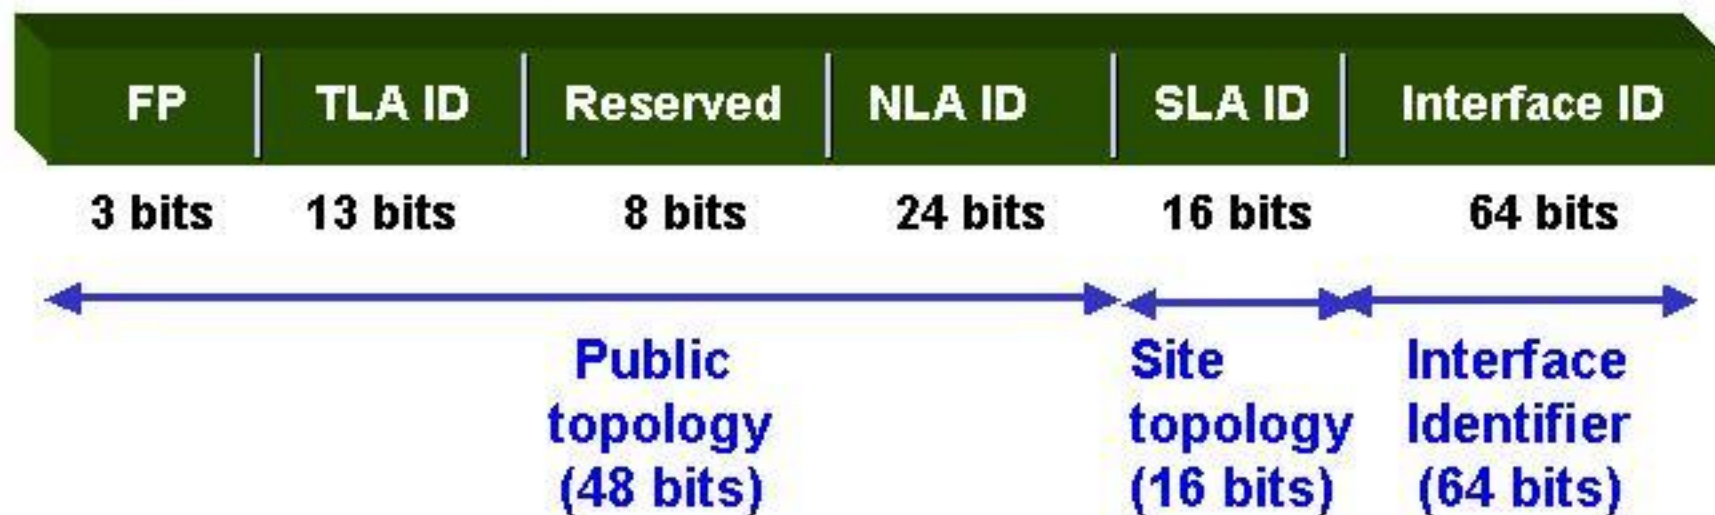 FP TLA ID Reserved NLA ID SLA ID Interface ID
3 bits 13 bits 8 bits 24 bits 16 bits 64 bits
Public topology (48 bits)
Site topology (16 bits)
Interface Identifier (64 bits)